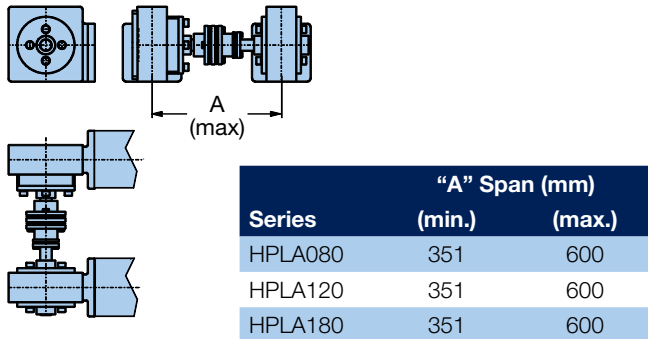 A
(max)
“A” Span (mm)
Series (min.) (max.)
HPLA080 351 600
HPLA120 351 600
HPLA180 351 600